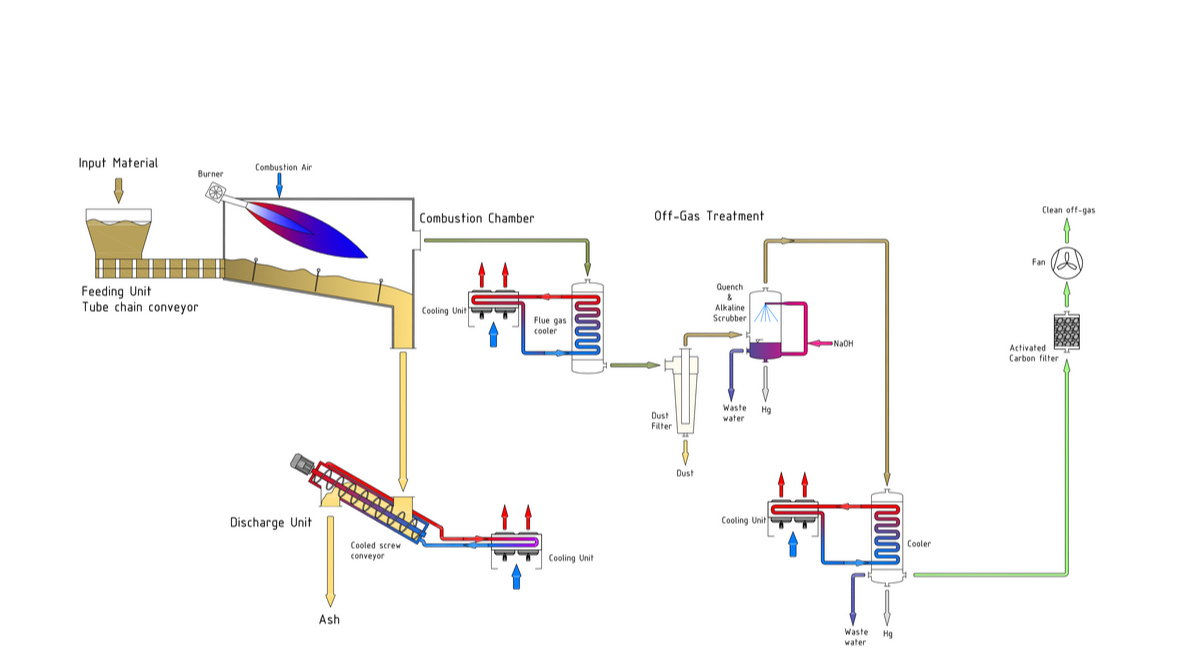 Input Material
Burner
Combustion Air
Combustion Chamber
Off-Gas Treatment
Clean off-gas
Fan
Feeding Unit
Tube chain conveyor
Cooling Unit
Flue gas
cooler
Quench
&
Alkaline
Scrubber
NaOH
Activated
Carbon filter
Dust
Filter
Waste
water
Hg
Dust
Discharge Unit
Cooled screw
conveyor
Cooling Unit
Cooling Unit
Cooler
Ash
Waste
water
Hg